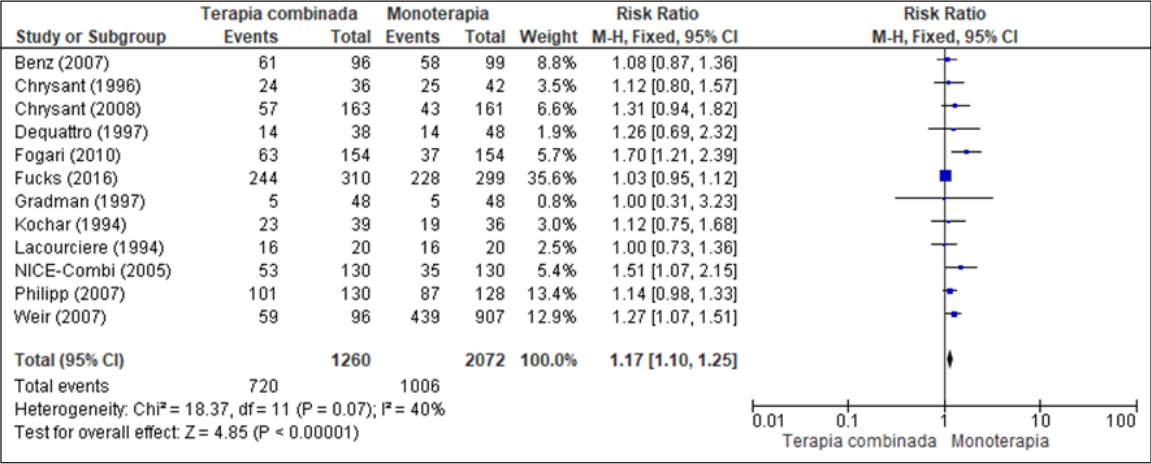 Terapia combinada Monoterapia Risk Ratio Risk Ratio
Study or Subgroup Events Total Events Total Weight M-H, Fixed, 95% CI M-H, Fixed, 95% CI
Benz (2007) 61 96 58 99 8.8% 1.08 [0.87, 1.36]
Chrysant (1996) 24 36 25 42 3.5% 1.12 [0.80, 1.57]
Chrysant (2008) 57 163 43 161 6.6% 1.31 [0.94, 1.82]
Dequattro (1997) 14 38 14 48 1.9% 1.26 [0.69, 2.32]
Fogari (2010) 63 154 37 154 5.7% 1.70 [1.21, 2.39]
Fucks (2016) 244 310 228 299 35.6% 1.03 [0.95, 1.12]
Gradman (1997) 5 48 5 48 0.8% 1.00 [0.31, 3.23]
Kochar (1994) 23 39 19 36 3.0% 1.12 [0.75, 1.68]
Lacourciere (1994) 16 20 16 20 2.5% 1.00 [0.73, 1.36]
NICE-Combi (2005) 53 130 35 130 5.4% 1.51 [1.07, 2.15]
Philipp (2007) 101 130 87 128 13.4% 1.14 [0.98, 1.33]
Weir (2007) 59 96 439 907 12.9% 1.27 [1.07, 1.51]
Total (95% CI) 1260 2072 100.0% 1.17 [1.10, 1.25]
Total events 720 1006
Heterogeneity: Chi² = 18.37, df = 11 (P = 0.07); I² = 40%
Test for overall effect: Z = 4.85 (P < 0.00001)
0.01 0.1 1 10 100
Terapia combinada Monoterapia